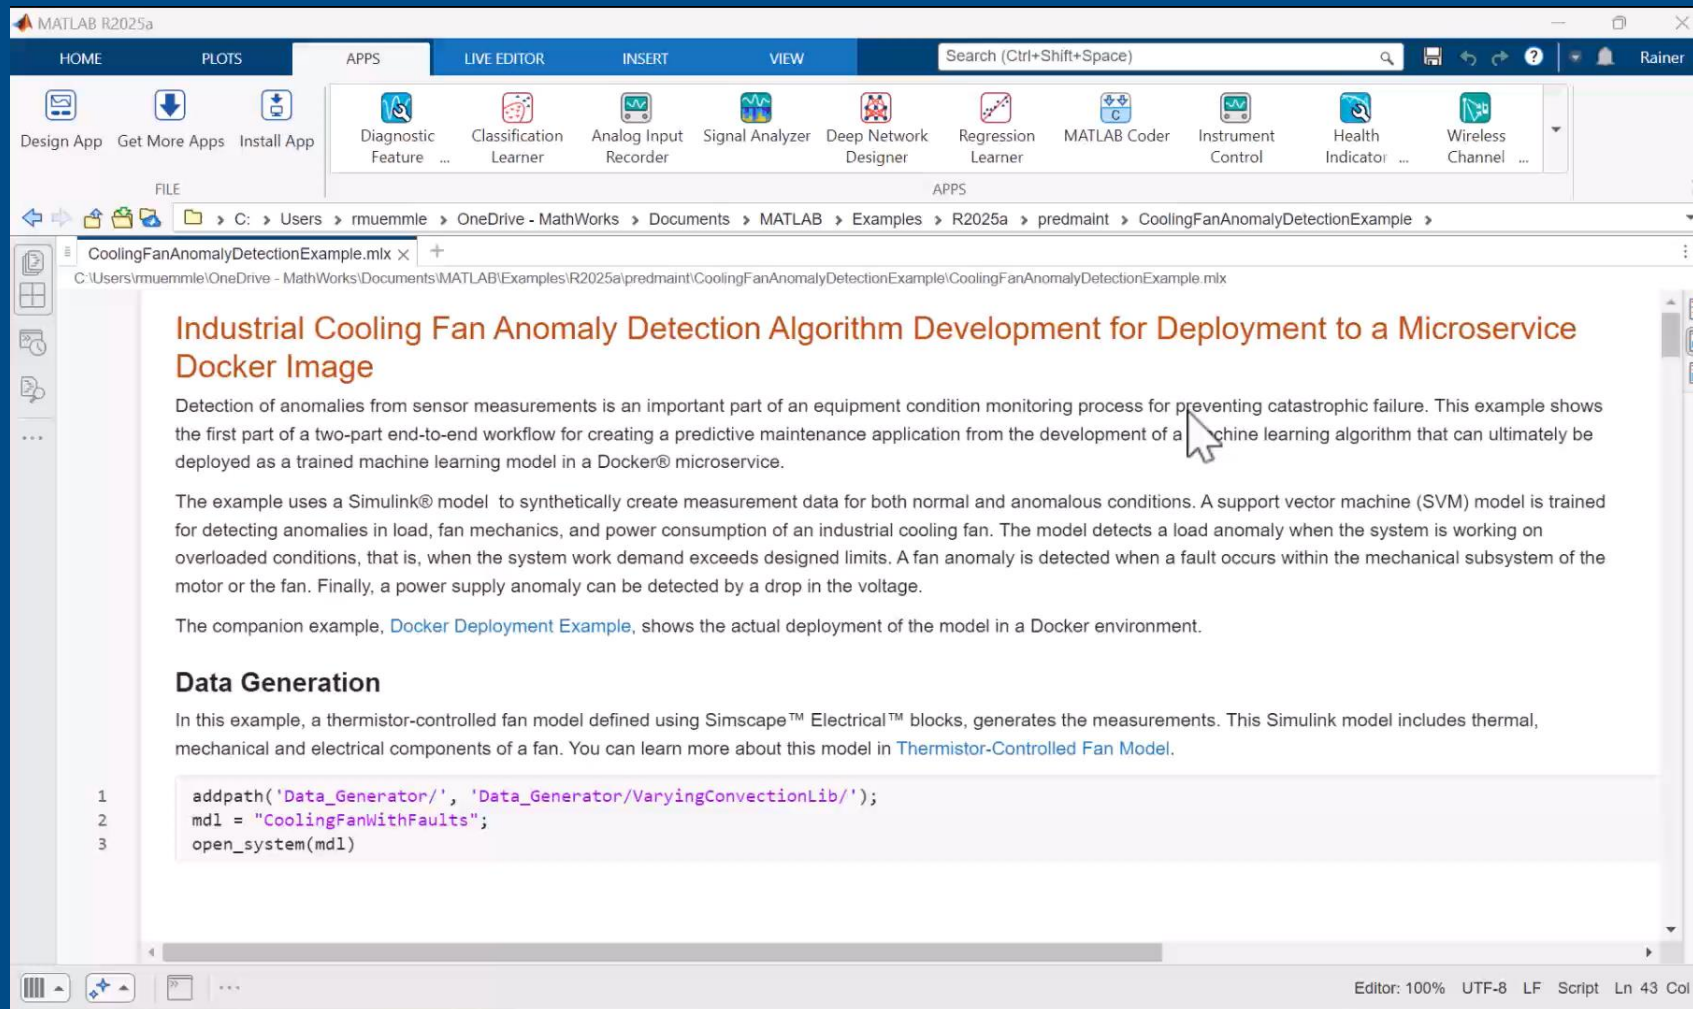 MATLAB R2025a
HOME PLOTS APPS LIVE EDITOR INSERT VIEW Search (Ctrl+Shift+Space) Rainer
Design App Get More Apps Install App
Diagnostic Feature ... Classification Learner Analog Input Recorder Signal Analyzer Deep Network Designer Regression Learner MATLAB Coder Instrument Control Health Indicator ... Wireless Channel ...
FILE APPS
C: > Users > rmuemmle > OneDrive - MathWorks > Documents > MATLAB > Examples > R2025a > predmaint > CoolingFanAnomalyDetectionExample >
CoolingFanAnomalyDetectionExample.mlx × +
C:\Users\rmuemmle\OneDrive - MathWorks\Documents\MATLAB\Examples\R2025a\predmaint\CoolingFanAnomalyDetectionExample\CoolingFanAnomalyDetectionExample.mlx
Industrial Cooling Fan Anomaly Detection Algorithm Development for Deployment to a Microservice
Docker Image
Detection of anomalies from sensor measurements is an important part of an equipment condition monitoring process for preventing catastrophic failure. This example shows
the first part of a two-part end-to-end workflow for creating a predictive maintenance application from the development of a machine learning algorithm that can ultimately be
deployed as a trained machine learning model in a Docker® microservice.
The example uses a Simulink® model to synthetically create measurement data for both normal and anomalous conditions. A support vector machine (SVM) model is trained
for detecting anomalies in load, fan mechanics, and power consumption of an industrial cooling fan. The model detects a load anomaly when the system is working on
overloaded conditions, that is, when the system work demand exceeds designed limits. A fan anomaly is detected when a fault occurs within the mechanical subsystem of the
motor or the fan. Finally, a power supply anomaly can be detected by a drop in the voltage.
The companion example, Docker Deployment Example, shows the actual deployment of the model in a Docker environment.
Data Generation
In this example, a thermistor-controlled fan model defined using Simscape™ Electrical™ blocks, generates the measurements. This Simulink model includes thermal,
mechanical and electrical components of a fan. You can learn more about this model in Thermistor-Controlled Fan Model.
1 addpath('Data_Generator/', 'Data_Generator/VaryingConvectionLib/');
2 mdl = "CoolingFanWithFaults";
3 open_system(mdl)
Editor: 100% UTF-8 LF Script Ln 43 Col